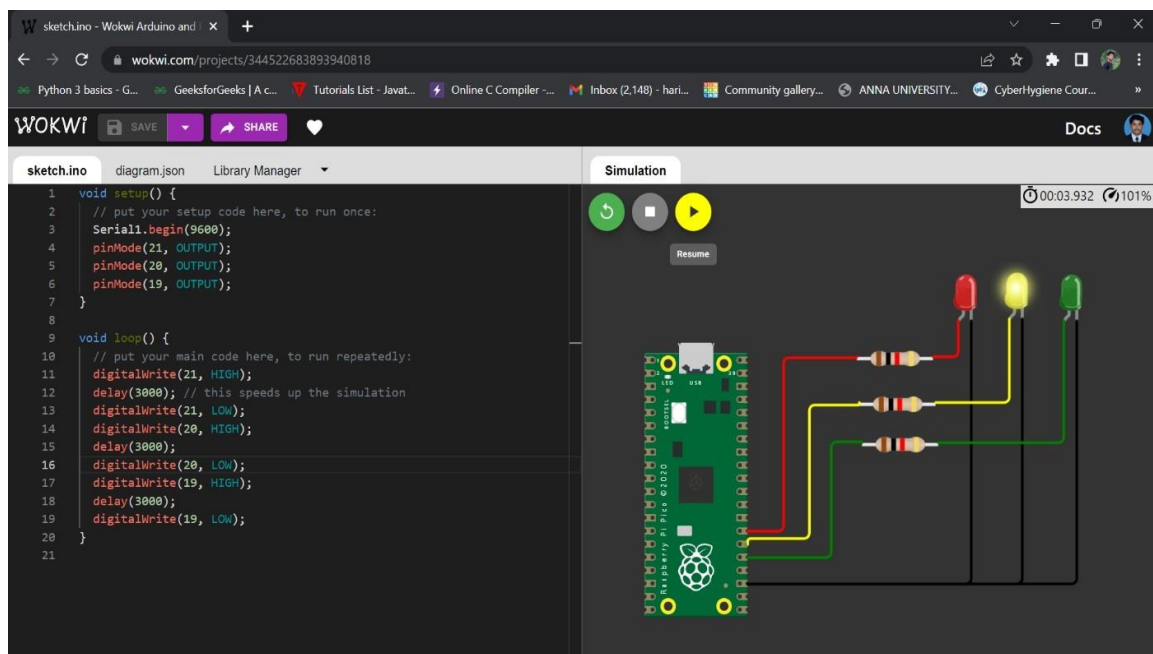 sketch.ino - Wokwi Arduino and
wokwi.com/projects/344522683893940818
Python 3 basics - G... GeeksforGeeks | A c... Tutorials List - Javat... Online C Compiler -... Inbox (2,148) - hari... Community gallery... ANNA UNIVERSITY... CyberHygiene Cour... »
WOKWI SAVE SHARE Docs
sketch.ino diagram.json Library Manager Simulation
00:03.932 101%
Resume
1 void setup() {
2 // put your setup code here, to run once:
3 Serial1.begin(9600);
4 pinMode(21, OUTPUT);
5 pinMode(20, OUTPUT);
6 pinMode(19, OUTPUT);
7 }
8
9 void loop() {
10 // put your main code here, to run repeatedly:
11 digitalWrite(21, HIGH);
12 delay(3000); // this speeds up the simulation
13 digitalWrite(21, LOW);
14 digitalWrite(20, HIGH);
15 delay(3000);
16 digitalWrite(20, LOW);
17 digitalWrite(19, HIGH);
18 delay(3000);
19 digitalWrite(19, LOW);
20 }
21
LED USB
BOOTSEL
Raspberry Pi Pico ©2020